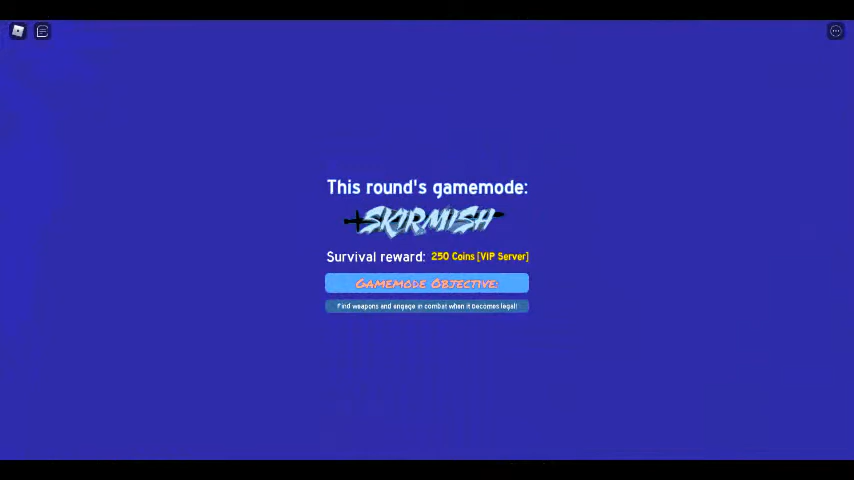 This round's gamemode:
SKIRMISH
Survival reward: 250 Coins [VIP Server]
Gamemode Objective:
Find weapons and engage in combat when it becomes legal!